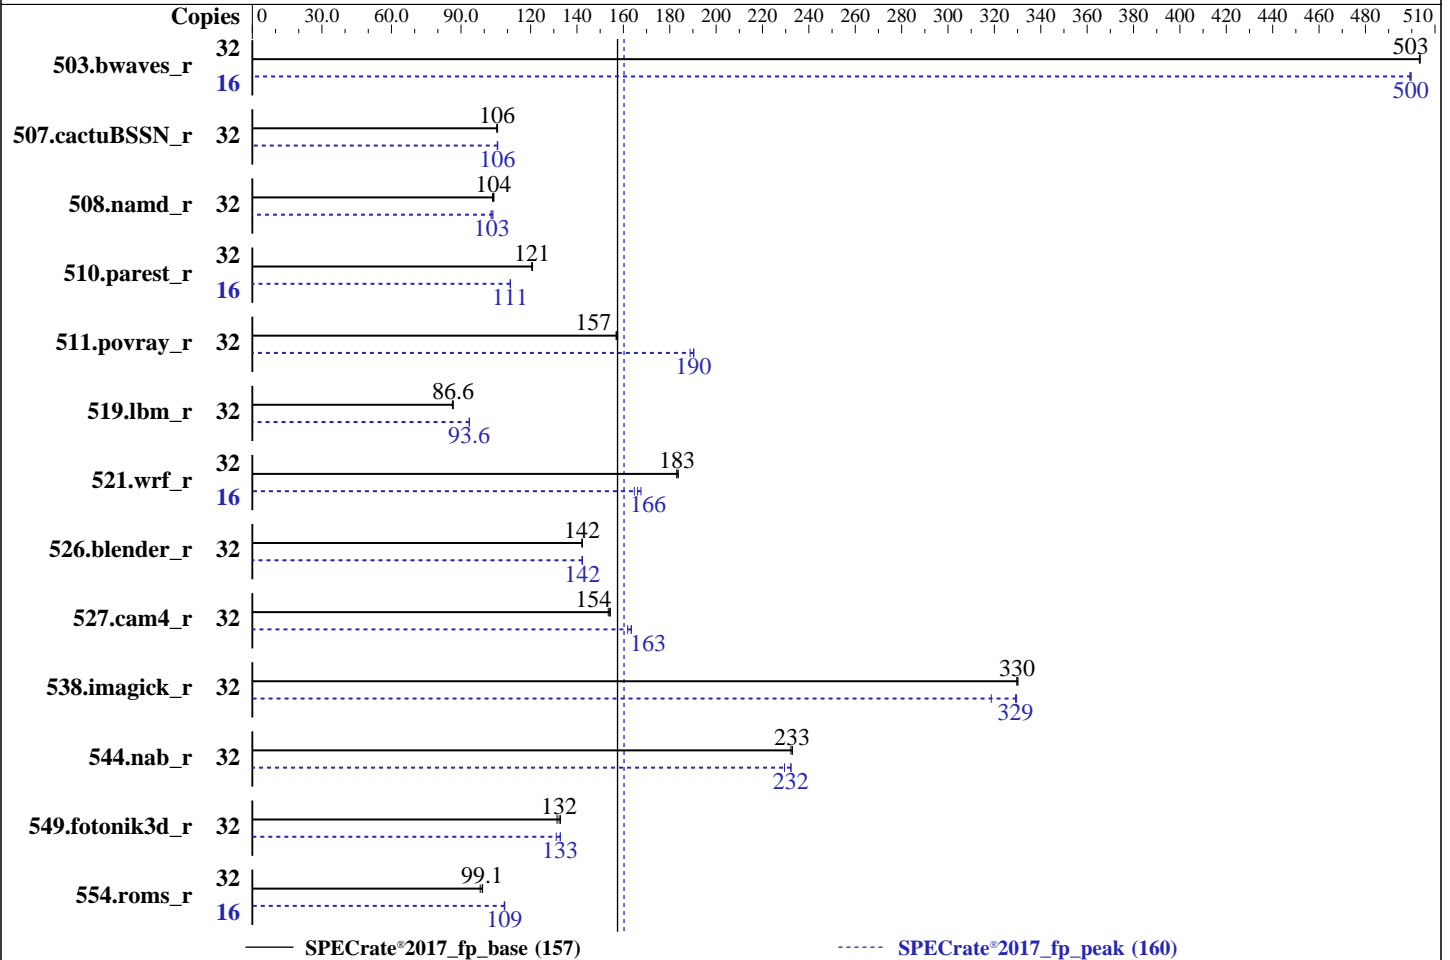 Copies 0 30.0 60.0 90.0 120 140 160 180 200 220 240 260 280 300 320 340 360 380 400 420 440 460 480 510
503.bwaves_r 32 503
16 500
507.cactuBSSN_r 32 106
106
508.namd_r 32 104
103
510.parest_r 32 121
16 111
511.povray_r 32 157
190
519.lbm_r 32 86.6
93.6
521.wrf_r 32 183
16 166
526.blender_r 32 142
142
527.cam4_r 32 154
163
538.imagick_r 32 330
329
544.nab_r 32 233
232
549.fotonik3d_r 32 132
133
554.roms_r 32 99.1
16 109
SPECrate®2017_fp_base (157) SPECrate®2017_fp_peak (160)